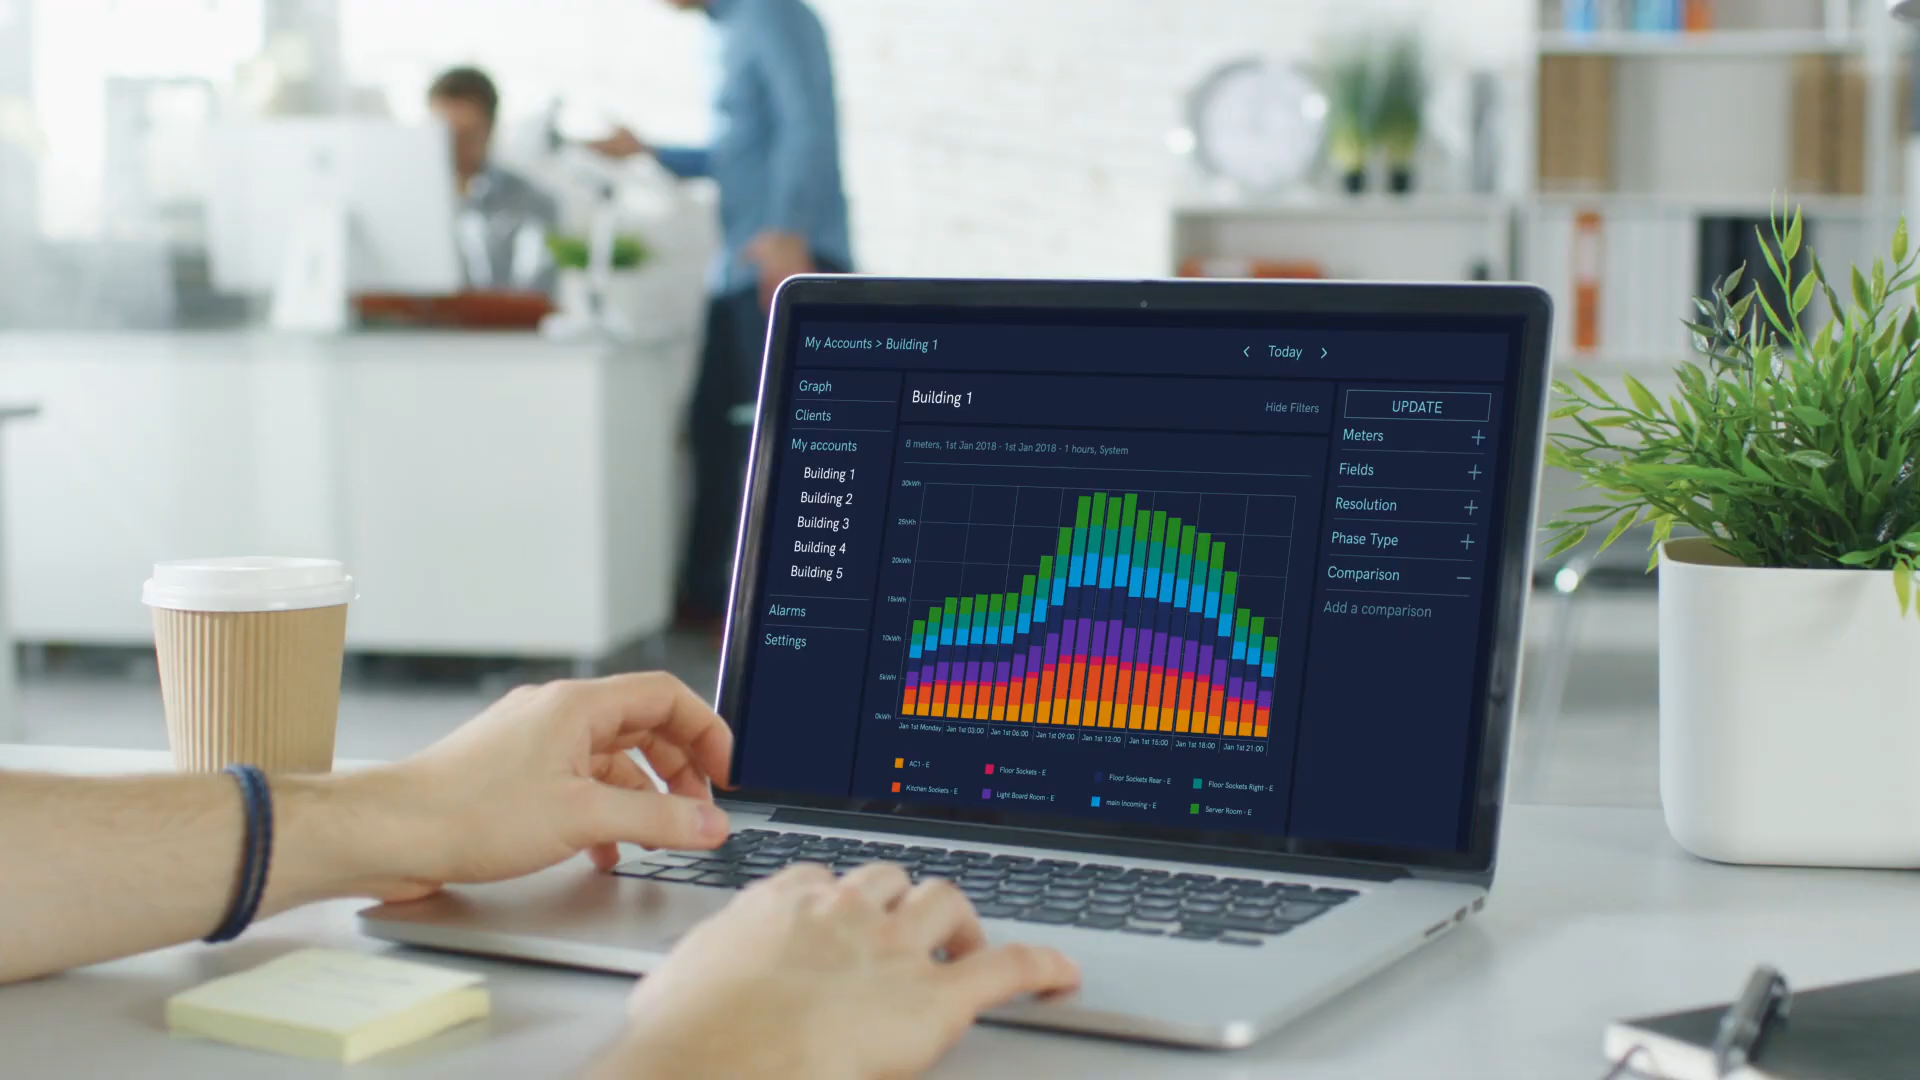 My Accounts > Building 1
Today
Graph
Clients
My accounts
Building 1
Building 2
Building 3
Building 4
Building 5
Alarms
Settings
Building 1
Hide Filters
8 meters, 1st Jan 2018 - 1st Jan 2018 - 1 hours, System
30kWh
25kWh
20kWh
15kWh
10kWh
5kWh
0kWh
Jan 1st Monday
Jan 1st 03:00
Jan 1st 06:00
Jan 1st 09:00
Jan 1st 12:00
Jan 1st 15:00
Jan 1st 18:00
Jan 1st 21:00
AC1 - E
Floor Sockets - E
Floor Sockets Rear - E
Floor Sockets Right - E
Kitchen Sockets - E
Light Board Room - E
main incoming - E
Server Room - E
UPDATE
Meters
Fields
Resolution
Phase Type
Comparison
Add a comparison